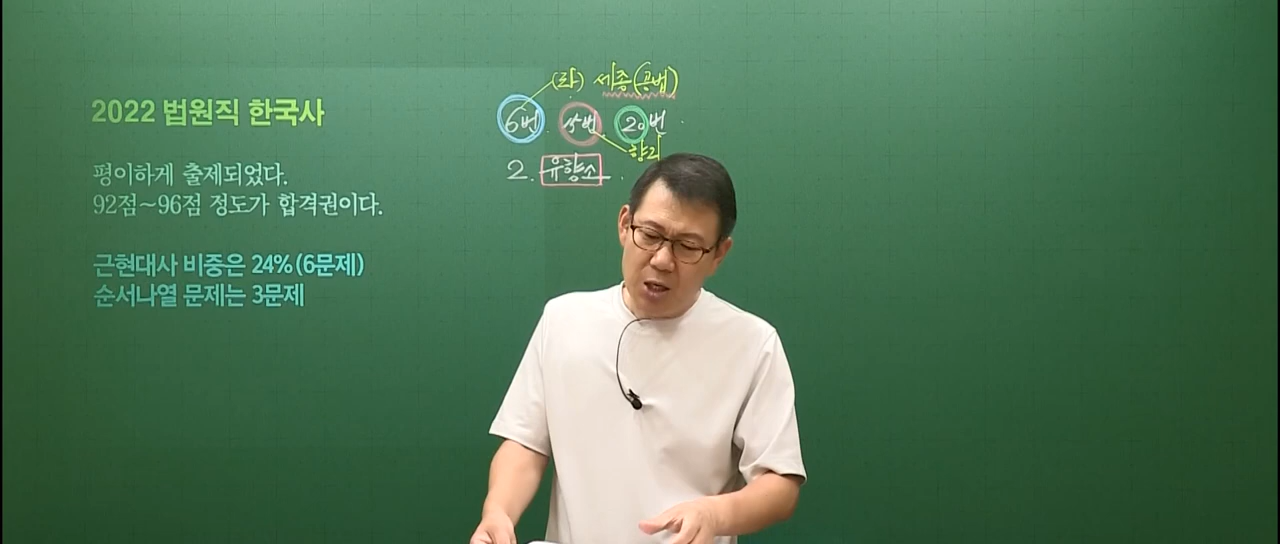 2022 법원직 한국사
평이하게 출제되었다.
92점~96점 정도가 합격권이다.
근현대사 비중은 24%(6문제)
순서나열 문제는 3문제
(라) 세종(공법)
6번. 번. 20번
향리
2. 유향소.